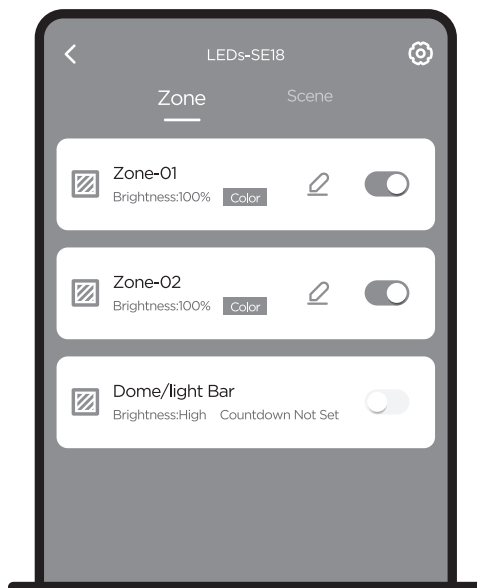 LEDs-SE18
Zone Scene
Zone-01
Brightness:100% Color
Zone-02
Brightness:100% Color
Dome/light Bar
Brightness:High Countdown Not Set